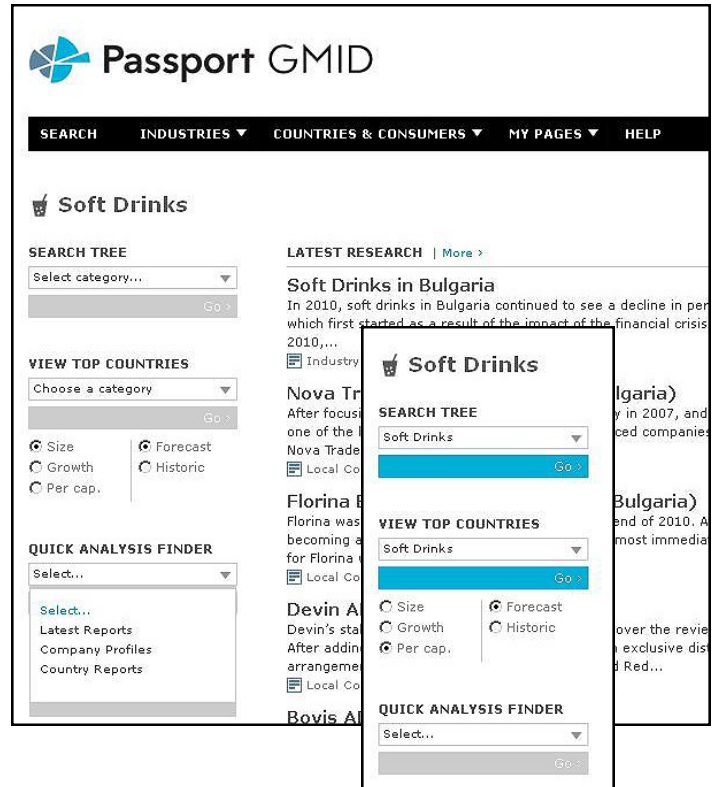 Passport GMID
SEARCH INDUSTRIES COUNTRIES & CONSUMERS MY PAGES HELP
Soft Drinks
SEARCH TREE
Select category...
Go >
VIEW TOP COUNTRIES
Choose a category
Go >
Size Forecast
Growth Historic
Per cap.
QUICK ANALYSIS FINDER
Select...
Select...
Latest Reports
Company Profiles
Country Reports
LATEST RESEARCH | More >
Soft Drinks in Bulgaria
In 2010, soft drinks in Bulgaria continued to see a decline in per
which first started as a result of the impact of the financial crisis
2010,...
Industry
Nova Tr lgaria)
After focusi y in 2007, and
one of the ced companies
Nova Trade
Local Co
Florina Bulgaria)
Florina was end of 2010. A
becoming a most immedia
for Florina
Local Co
Devin A
Devin's stal over the revie
After addin exclusive dist
arrangeme Red...
Local Co
Bovis A
Soft Drinks
SEARCH TREE
Soft Drinks
Go >
VIEW TOP COUNTRIES
Soft Drinks
Go >
Size Forecast
Growth Historic
Per cap.
QUICK ANALYSIS FINDER
Select...
Go >